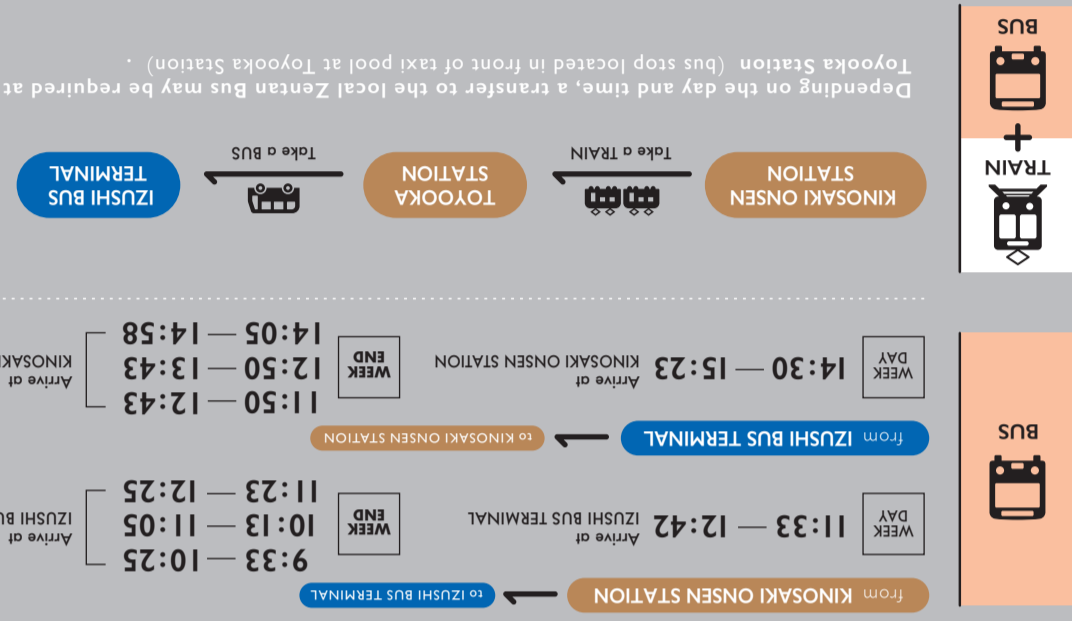 BUS
from KINOSAKI ONSEN STATION
to IZUSHI BUS TERMINAL
WEEK
DAY
11:33 — 12:42
Arrive at
IZUSHI BUS TERMINAL
WEEK
END
9:33 — 10:25
10:13 — 11:05
11:23 — 12:25
Arrive at
IZUSHI
from IZUSHI BUS TERMINAL
to KINOSAKI ONSEN STATION
WEEK
DAY
14:30 — 15:23
Arrive at
KINOSAKI ONSEN STATION
WEEK
END
11:50 — 12:43
12:50 — 13:43
14:05 — 14:58
Arrive at
KINOSAKI
TRAIN
+
BUS
KINOSAKI ONSEN
STATION
Take a TRAIN
TOYOOKA
STATION
Take a BUS
IZUSHI BUS
TERMINAL
Depending on the day and time, a transfer to the local Zentan Bus may be required at
Toyooka Station (bus stop located in front of taxi pool at Toyooka Station) .